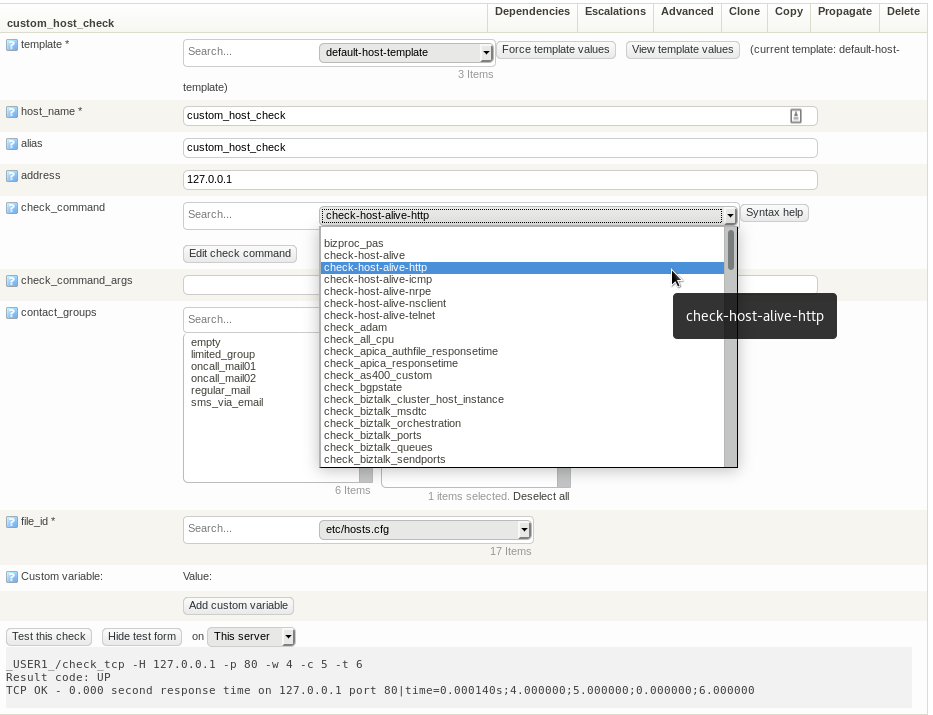 Dependencies Escalations Advanced Clone Copy Propagate Delete
custom_host_check
template * Search... default-host-template Force template values View template values (current template: default-host-
3 Items
template)
host_name * custom_host_check
alias custom_host_check
address 127.0.0.1
check_command Search... check-host-alive-http Syntax help
bizproc_pas
Edit check command check-host-alive
check-host-alive-http
check_command_args check-host-alive-icmp
check-host-alive-nrpe
check-host-alive-nsclient
contact_groups Search... check-host-alive-telnet check-host-alive-http
check_adam
empty check_all_cpu
limited_group check_apica_authfile_responsetime
oncall_mail01 check_apica_responsetime
oncall_mail02 check_as400_custom
regular_mail check_bgpstate
sms_via_email check_biztalk_cluster_host_instance
check_biztalk_msdtc
check_biztalk_orchestration
check_biztalk_ports
check_biztalk_queues
check_biztalk_sendports
6 Items 1 items selected. Deselect all
file_id * Search... etc/hosts.cfg
17 Items
Custom variable: Value:
Add custom variable
Test this check Hide test form on This server
_USER1_/check_tcp -H 127.0.0.1 -p 80 -w 4 -c 5 -t 6
Result code: UP
TCP OK - 0.000 second response time on 127.0.0.1 port 80|time=0.000140s;4.000000;5.000000;0.000000;6.000000